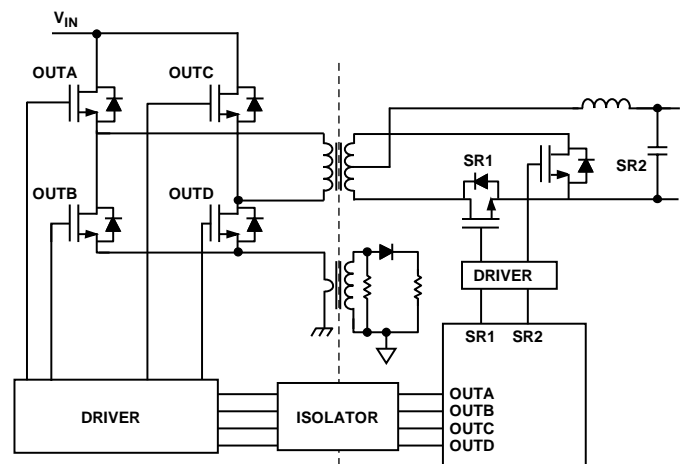 VIN
OUTA
OUTC
SR1
SR2
OUTB
OUTD
DRIVER
SR1 SR2
DRIVER
ISOLATOR
OUTA
OUTB
OUTC
OUTD